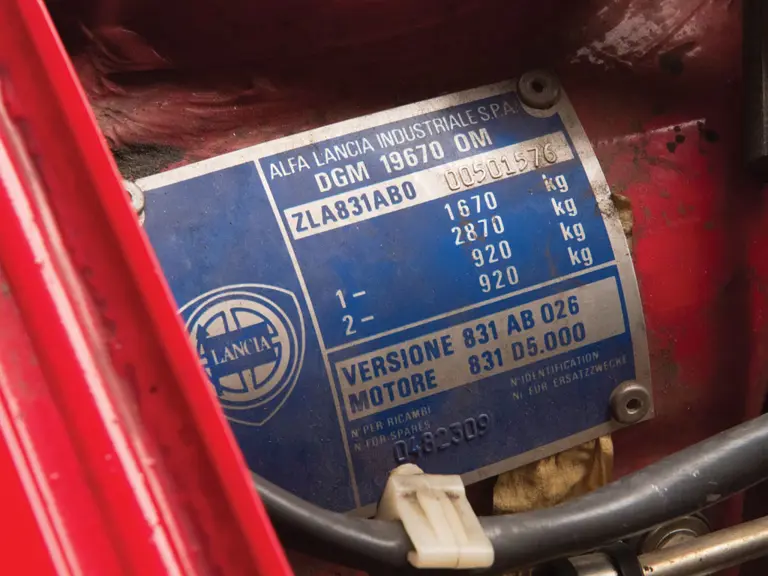 ALFA LANCIA INDUSTRIALE S.P.A.
DGM 19670 OM
ZLA831AB0 00501576
1670 kg
2870 kg
1- 920 kg
2- 920 kg
LANCIA
VERSIONE 831 AB 026
MOTORE 831 D5.000
N° PER RICAMBI N° IDENTIFICATION
N° FOR SPARES N: FÜR ERSATZZWECKE
0482309